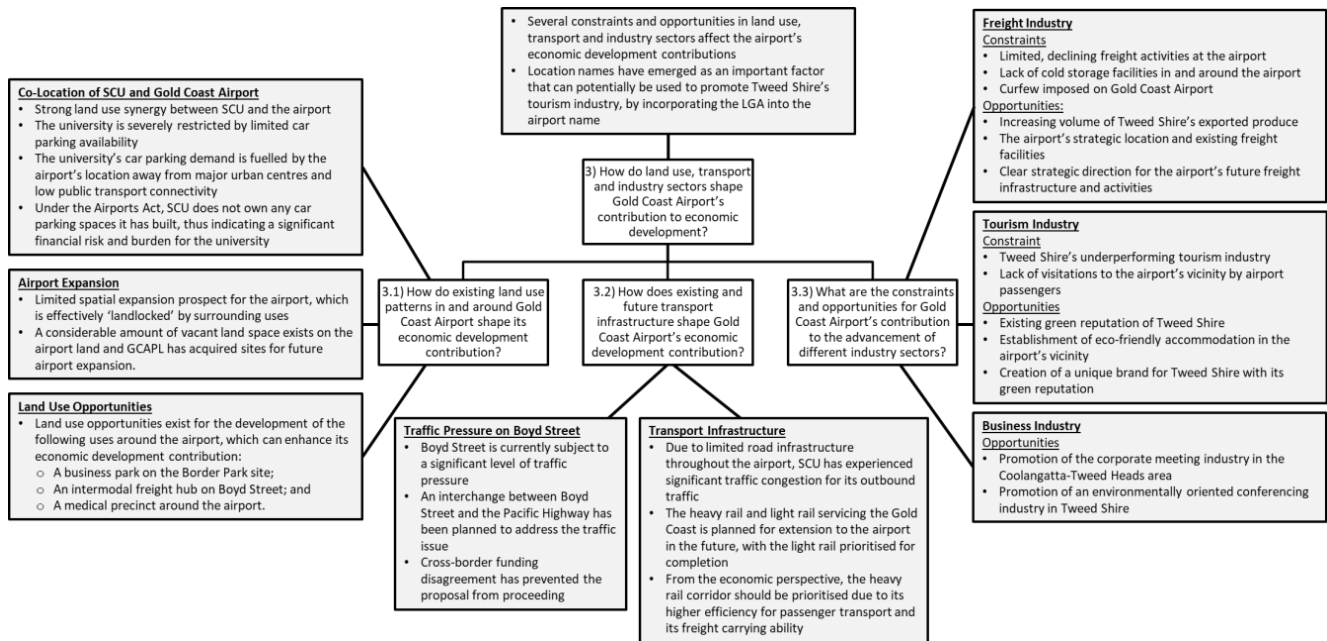 • Several constraints and opportunities in land use,
transport and industry sectors affect the airport's
economic development contributions
• Location names have emerged as an important factor
that can potentially be used to promote Tweed Shire's
tourism industry, by incorporating the LGA into the
airport name
3) How do land use, transport
and industry sectors shape
Gold Coast Airport's
contribution to economic
development?
3.1) How do existing land use
patterns in and around Gold
Coast Airport shape its
economic development
contribution?
3.2) How does existing and
future transport
infrastructure shape Gold
Coast Airport's economic
development contribution?
3.3) What are the constraints
and opportunities for Gold
Coast Airport's contribution
to the advancement of
different industry sectors?
Co-Location of SCU and Gold Coast Airport
• Strong land use synergy between SCU and the airport
• The university is severely restricted by limited car
parking availability
• The university's car parking demand is fuelled by the
airport's location away from major urban centres and
low public transport connectivity
• Under the Airports Act, SCU does not own any car
parking spaces it has built, thus indicating a significant
financial risk and burden for the university
Airport Expansion
• Limited spatial expansion prospect for the airport, which
is effectively 'landlocked' by surrounding uses
• A considerable amount of vacant land space exists on the
airport land and GCAPL has acquired sites for future
airport expansion.
Land Use Opportunities
• Land use opportunities exist for the development of the
following uses around the airport, which can enhance its
economic development contribution:
o A business park on the Border Park site;
o An intermodal freight hub on Boyd Street; and
o A medical precinct around the airport.
Traffic Pressure on Boyd Street
• Boyd Street is currently subject to
a significant level of traffic
pressure
• An interchange between Boyd
Street and the Pacific Highway has
been planned to address the traffic
issue
• Cross-border funding
disagreement has prevented the
proposal from proceeding
Transport Infrastructure
• Due to limited road infrastructure
throughout the airport, SCU has experienced
significant traffic congestion for its outbound
traffic
• The heavy rail and light rail servicing the Gold
Coast is planned for extension to the airport
in the future, with the light rail prioritised for
completion
• From the economic perspective, the heavy
rail corridor should be prioritised due to its
higher efficiency for passenger transport and
its freight carrying ability
Freight Industry
Constraints
• Limited, declining freight activities at the airport
• Lack of cold storage facilities in and around the airport
• Curfew imposed on Gold Coast Airport
Opportunities:
• Increasing volume of Tweed Shire's exported produce
• The airport's strategic location and existing freight
facilities
• Clear strategic direction for the airport's future freight
infrastructure and activities
Tourism Industry
Constraint
• Tweed Shire's underperforming tourism industry
• Lack of visitations to the airport's vicinity by airport
passengers
Opportunities
• Existing green reputation of Tweed Shire
• Establishment of eco-friendly accommodation in the
airport's vicinity
• Creation of a unique brand for Tweed Shire with its
green reputation
Business Industry
Opportunities
• Promotion of the corporate meeting industry in the
Coolangatta-Tweed Heads area
• Promotion of an environmentally oriented conferencing
industry in Tweed Shire